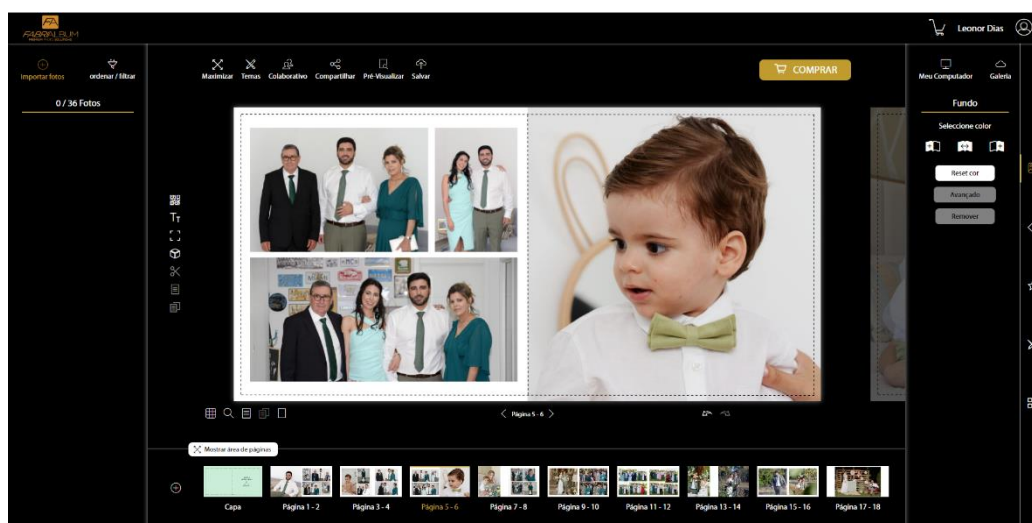 FA
FABRIALBUM
Leonor Dias
Importar fotos
ordenar / filtrar
0 / 36 Fotos
Maximizar
Temas
Colaborativo
Compartilhar
Pré-Visualizar
Salvar
COMPRAR
Meu Computador
Galeria
Fundo
Seleccione color
Reset cor
Avançado
Remover
Tт
Página 5 - 6
Mostrar área de páginas
Capa
Página 1 - 2
Página 3 - 4
Página 5 - 6
Página 7 - 8
Página 9 - 10
Página 11 - 12
Página 13 - 14
Página 15 - 16
Página 17 - 18